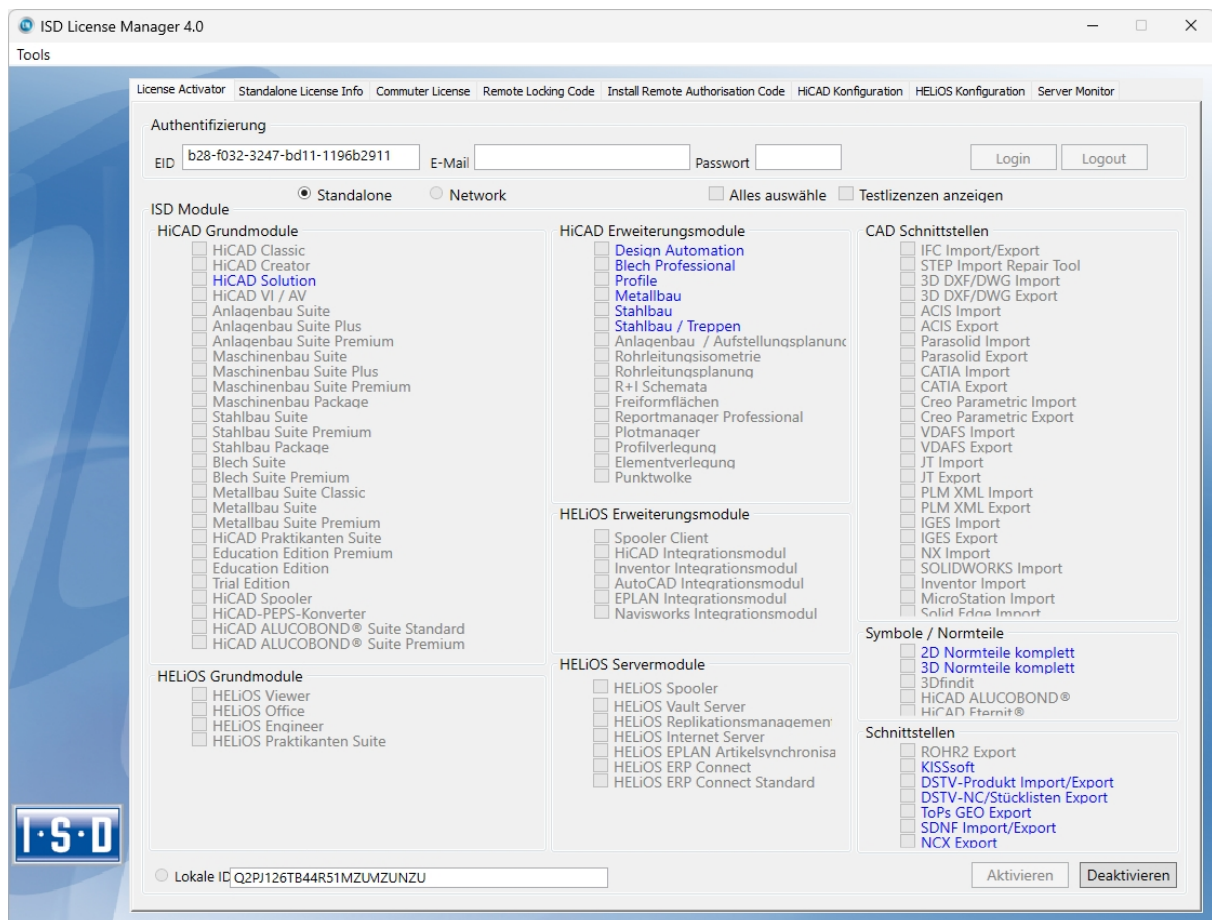 ISD License Manager 4.0
Tools
License Activator Standalone License Info Commuter License Remote Locking Code Install Remote Authorisation Code HiCAD Konfiguration HELiOS Konfiguration Server Monitor
Authentifizierung
EID b28-f032-3247-bd11-1196b2911 E-Mail Passwort Login Logout
Standalone Network Alles auswähle Testlizenzen anzeigen
ISD Module
HiCAD Grundmodule
HiCAD Classic
HiCAD Creator
HiCAD Solution
HiCAD VI / AV
Anlagenbau Suite
Anlagenbau Suite Plus
Anlagenbau Suite Premium
Maschinenbau Suite
Maschinenbau Suite Plus
Maschinenbau Suite Premium
Maschinenbau Package
Stahlbau Suite
Stahlbau Suite Premium
Stahlbau Package
Blech Suite
Blech Suite Premium
Metallbau Suite Classic
Metallbau Suite
Metallbau Suite Premium
HiCAD Praktikanten Suite
Education Edition Premium
Education Edition
Trial Edition
HiCAD Spooler
HiCAD-PEPS-Konverter
HiCAD ALUCOBOND® Suite Standard
HiCAD ALUCOBOND® Suite Premium
HELiOS Grundmodule
HELiOS Viewer
HELiOS Office
HELiOS Engineer
HELiOS Praktikanten Suite
HiCAD Erweiterungsmodule
Design Automation
Blech Professional
Profile
Metallbau
Stahlbau
Stahlbau / Treppen
Anlagenbau / Aufstellungsplanung
Rohrleitungsisometrie
Rohrleitungsplanung
R+I Schemata
Freiformflächen
Reportmanager Professional
Plotmanager
Profilverlegung
Elementverlegung
Punktwolke
HELiOS Erweiterungsmodule
Spooler Client
HiCAD Integrationsmodul
Inventor Integrationsmodul
AutoCAD Integrationsmodul
EPLAN Integrationsmodul
Navisworks Integrationsmodul
HELiOS Servermodule
HELiOS Spooler
HELiOS Vault Server
HELiOS Replikationsmanagement
HELiOS Internet Server
HELiOS EPLAN Artikelsynchronisa
HELiOS ERP Connect
HELiOS ERP Connect Standard
CAD Schnittstellen
IFC Import/Export
STEP Import Repair Tool
3D DXF/DWG Import
3D DXF/DWG Export
ACIS Import
ACIS Export
Parasolid Import
Parasolid Export
CATIA Import
CATIA Export
Creo Parametric Import
Creo Parametric Export
VDAFS Import
VDAFS Export
JT Import
JT Export
PLM XML Import
PLM XML Export
IGES Import
IGES Export
NX Import
SOLIDWORKS Import
Inventor Import
MicroStation Import
Solid Edge Import
Symbole / Normteile
2D Normteile komplett
3D Normteile komplett
3Dfindit
HiCAD ALUCOBOND®
HiCAD Eternit®
Schnittstellen
ROHR2 Export
KISSsoft
DSTV-Produkt Import/Export
DSTV-NC/Stücklisten Export
ToPs GEO Export
SDNF Import/Export
NCX Export
I·S·D
Lokale ID Q2PJ126TB44R51MZUMZUNZU Aktivieren Deaktivieren